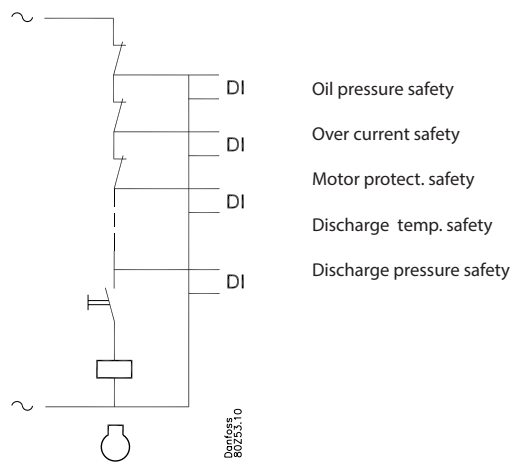 DI
Oil pressure safety
DI
Over current safety
DI
Motor protect. safety
Discharge temp. safety
DI
Discharge pressure safety
Danfoss
80Z53.10